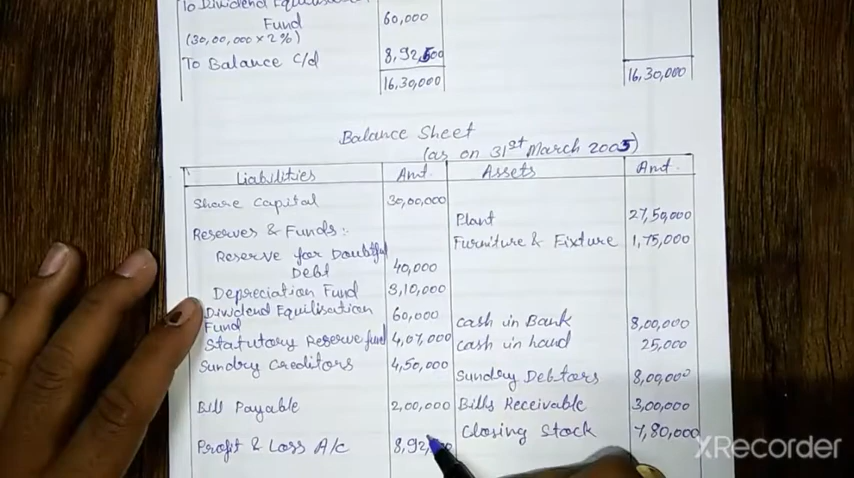 To Dividend
Fund 60,000
(30,00,000 × 2%)
To Balance C/d 8,92,500
16,30,000 16,30,000
Balance Sheet
(as on 31st March 2005)
Liabilities Amt. Assets Amt.
Share Capital 30,00,000
Plant 27,50,000
Reserves & Funds:-
Furniture & Fixture 1,75,000
Reserve for Doubtful
Debt 40,000
Depreciation Fund 3,10,000
Dividend Equilisation 60,000
Fund
Cash in Bank 8,00,000
Statutory Reserve fund 4,07,000
Cash in hand 25,000
Sundry Creditors 4,50,000
Sundry Debtors 8,00,000
Bill Payable 2,00,000 Bills Receivable 3,00,000
Closing Stock 7,80,000
Profit & Loss A/c
XRecorder